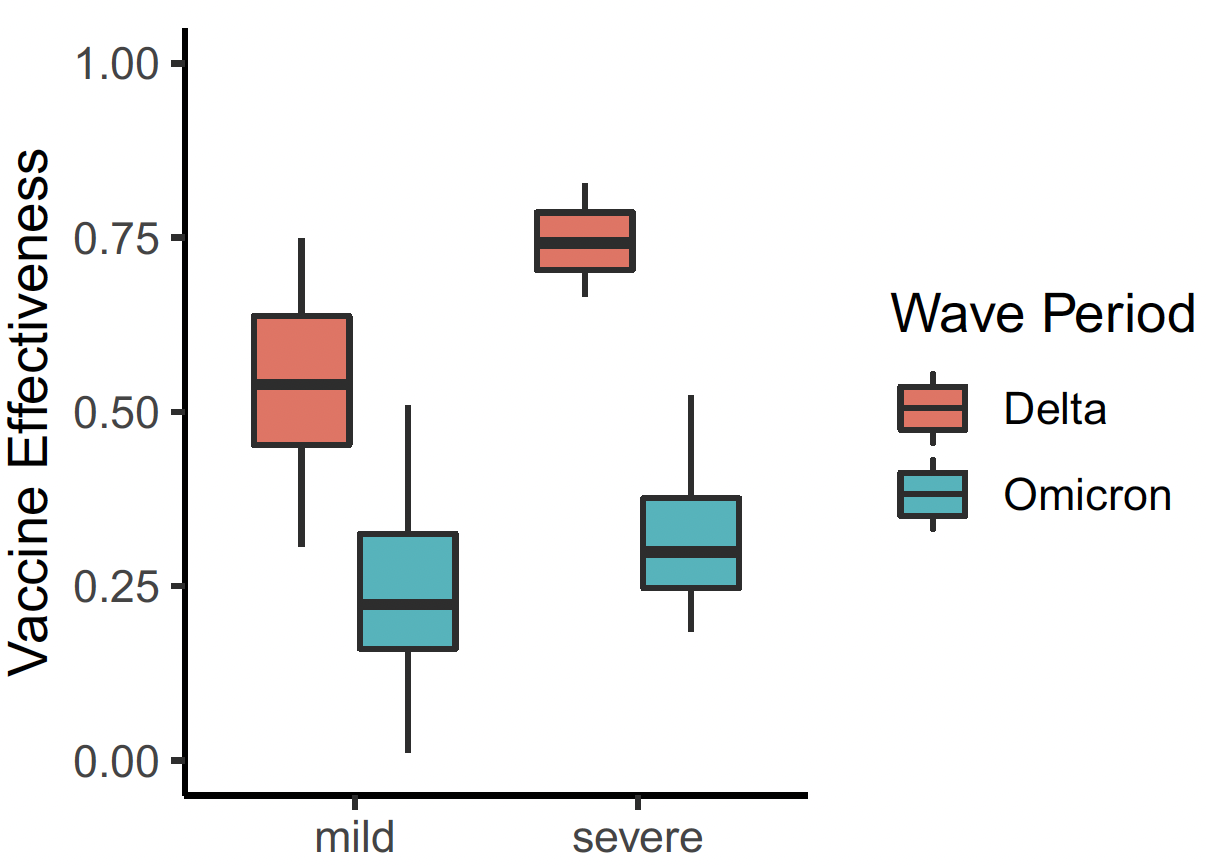 Vaccine Effectiveness
1.00
0.75
0.50
0.25
0.00
mild
severe
Wave Period
Delta
Omicron